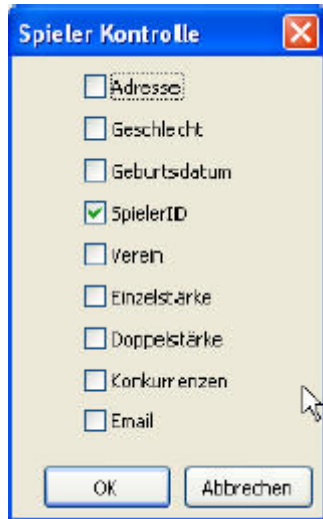 Spieler Kontrolle
Adresse
Geschlecht
Geburtsdatum
SpielerID
Verein
Einzelstärke
Doppelstärke
Konkurrenzen
Email
OK Abbrechen